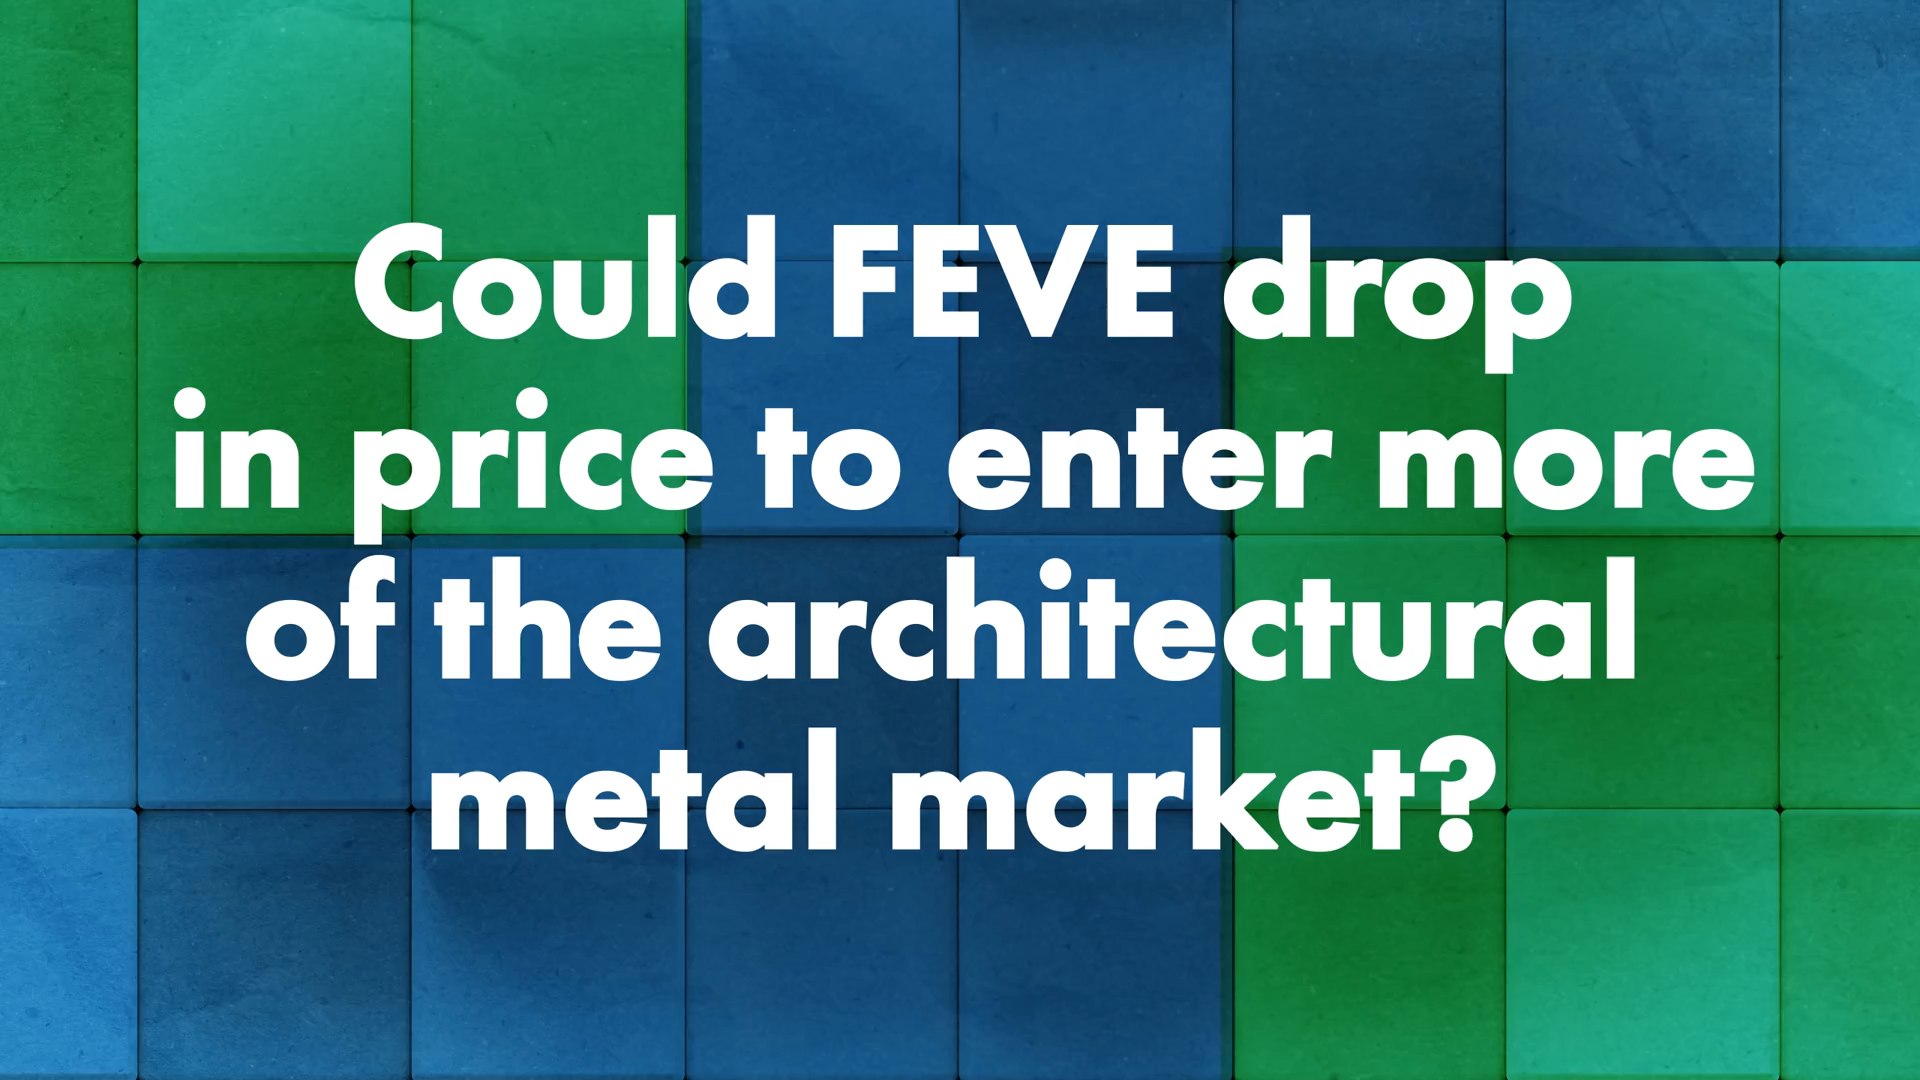 Could FEVE drop
in price to enter more
of the architectural
metal market?